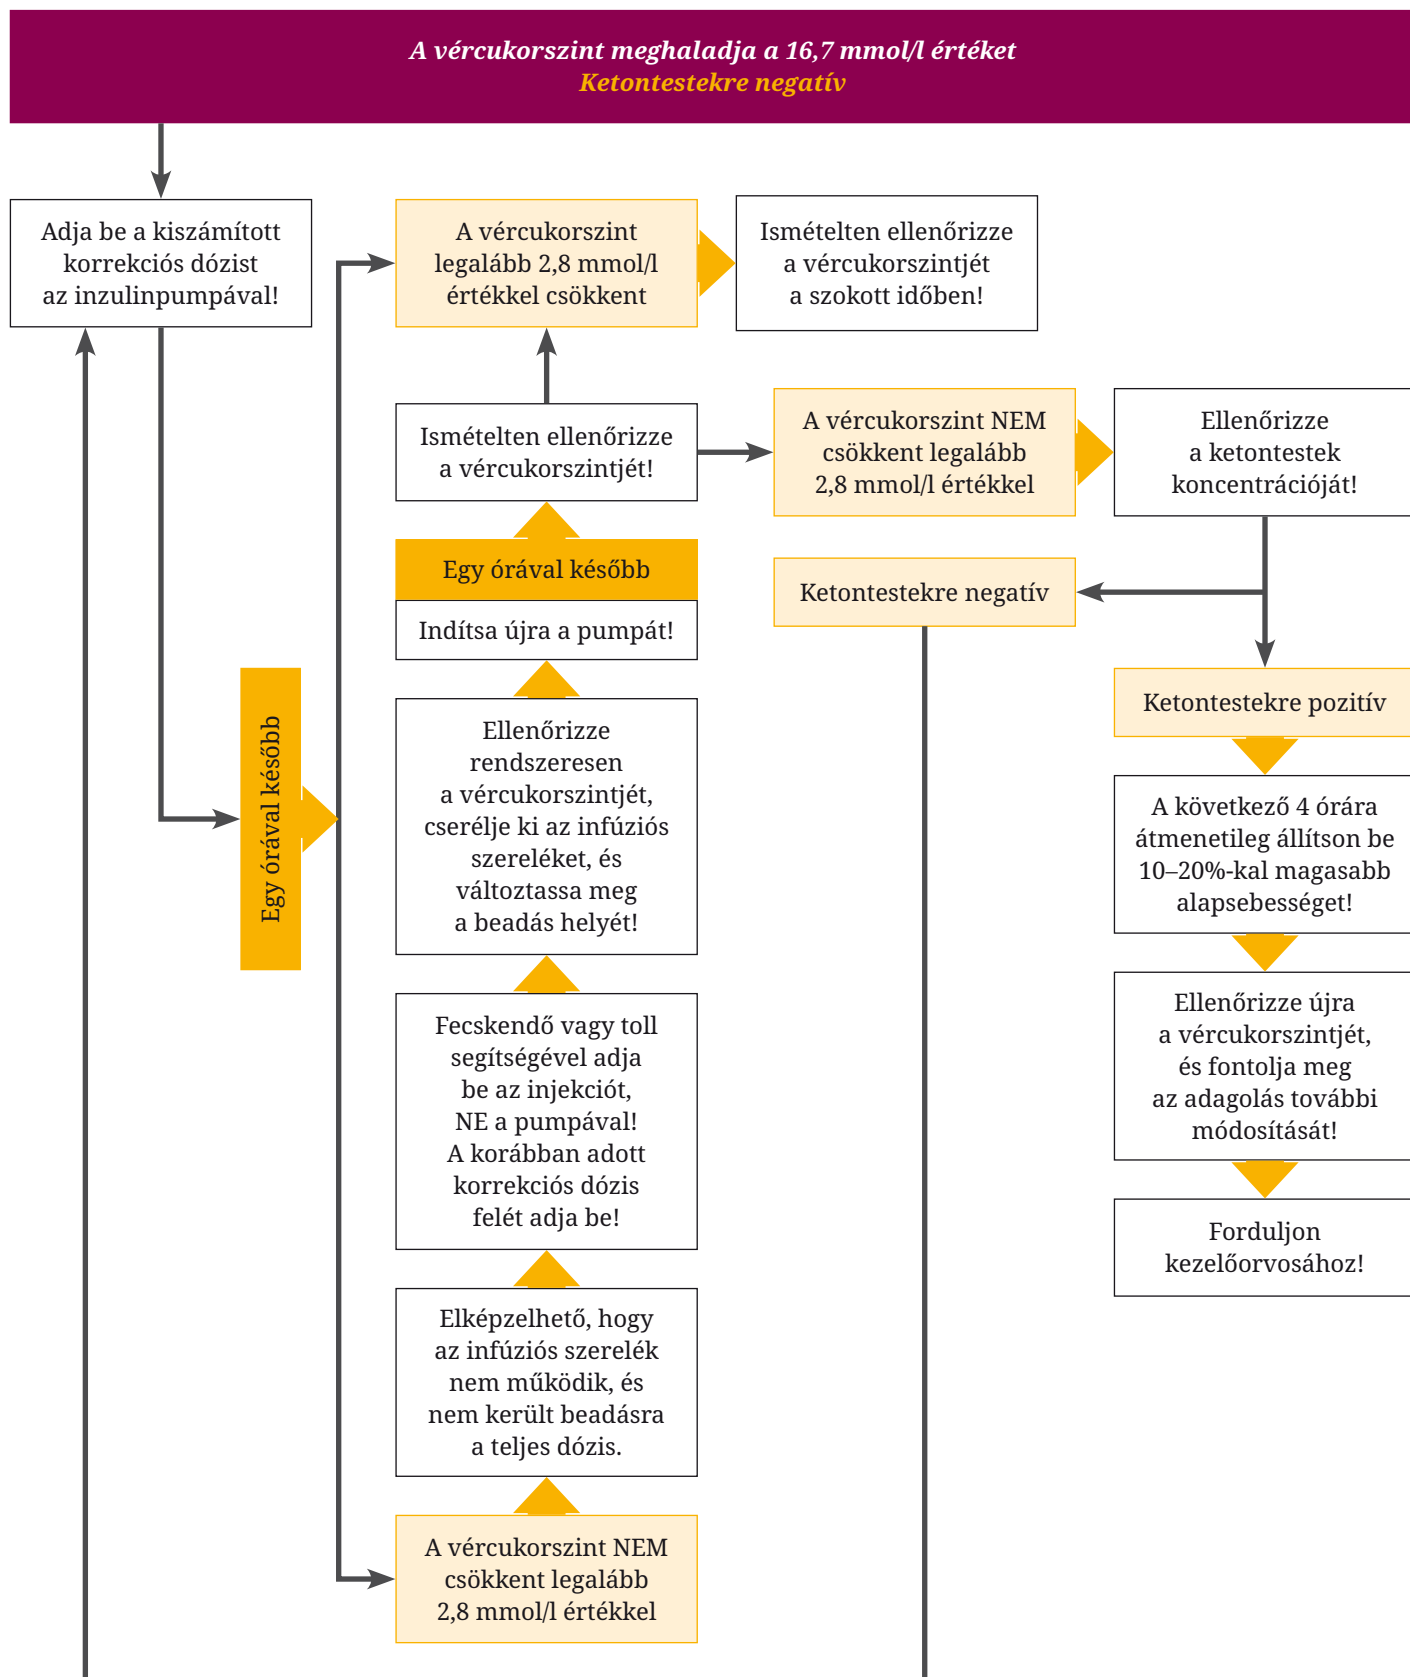 A vércukorszint meghaladja a 16,7 mmol/l értéket
Ketontestekre negatív
Adja be a kiszámított
korrekciós dózist
az inzulinpumpával!
A vércukorszint
legalább 2,8 mmol/l
értékkel csökkent
Ismételten ellenőrizze
a vércukorszintjét
a szokott időben!
Ismételten ellenőrizze
a vércukorszintjét!
A vércukorszint NEM
csökkent legalább
2,8 mmol/l értékkel
Ellenőrizze
a ketontestek
koncentrációját!
Egy órával később
Indítsa újra a pumpát!
Ketontestekre negatív
Ketontestekre pozitív
Egy órával később
Ellenőrizze
rendszeresen
a vércukorszintjét,
cserélje ki az infúziós
szereléket, és
változtassa meg
a beadás helyét!
A következő 4 órára
átmenetileg állítson be
10–20%-kal magasabb
alapsebességet!
Fecskendő vagy toll
segítségével adja
be az injekciót,
NE a pumpával!
A korábban adott
korrekciós dózis
felét adja be!
Ellenőrizze újra
a vércukorszintjét,
és fontolja meg
az adagolás további
módosítását!
Forduljon
kezelőorvosához!
Elképzelhető, hogy
az infúziós szerelék
nem működik, és
nem került beadásra
a teljes dózis.
A vércukorszint NEM
csökkent legalább
2,8 mmol/l értékkel